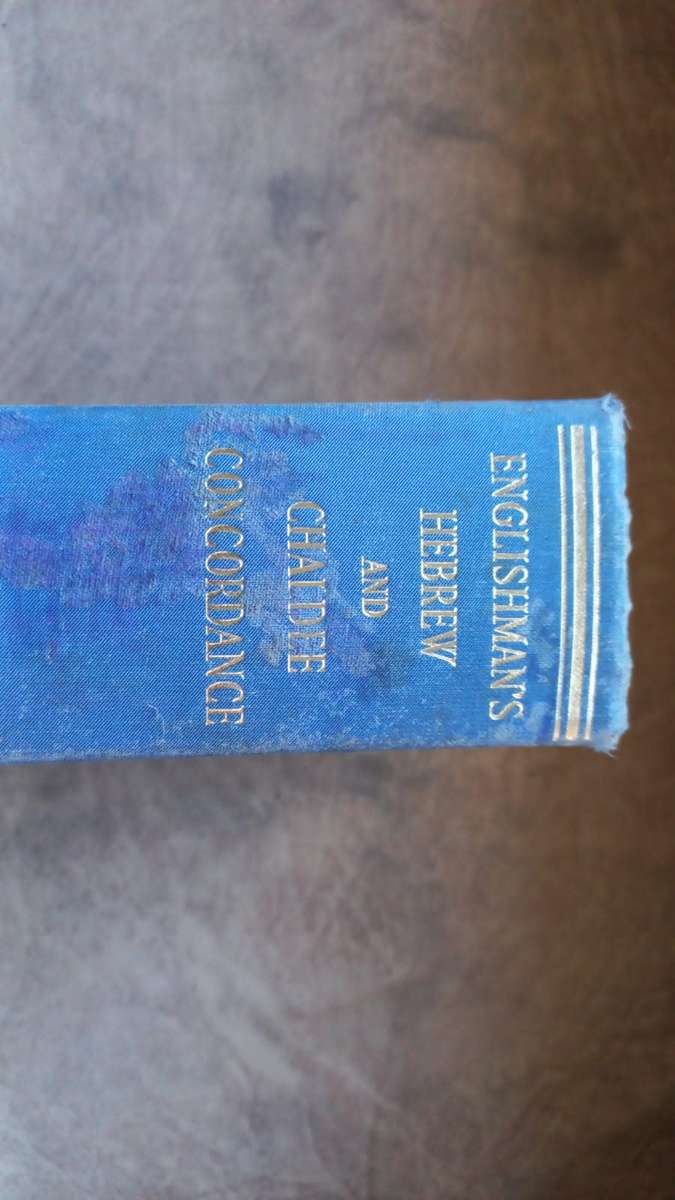 ENGLISHMAN'S
HEBREW
AND
CHALDEE
CONCORDANCE